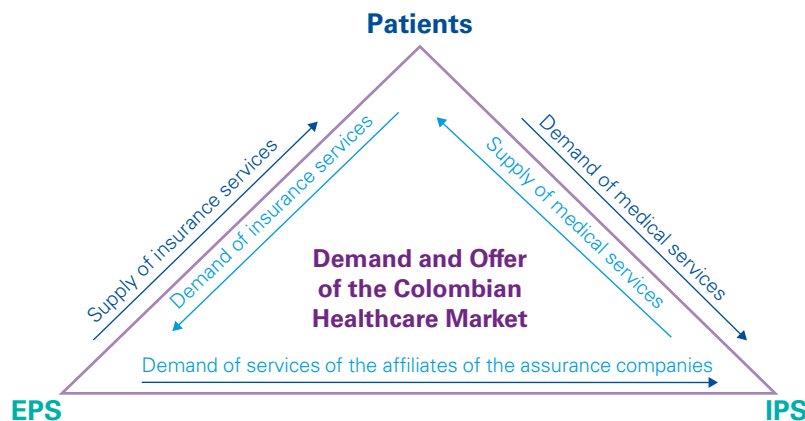 Patients
Supply of insurance services
Demand of insurance services
Supply of medical services
Demand of medical services
Demand and Offer
of the Colombian
Healthcare Market
Demand of services of the affiliates of the assurance companies
EPS
IPS